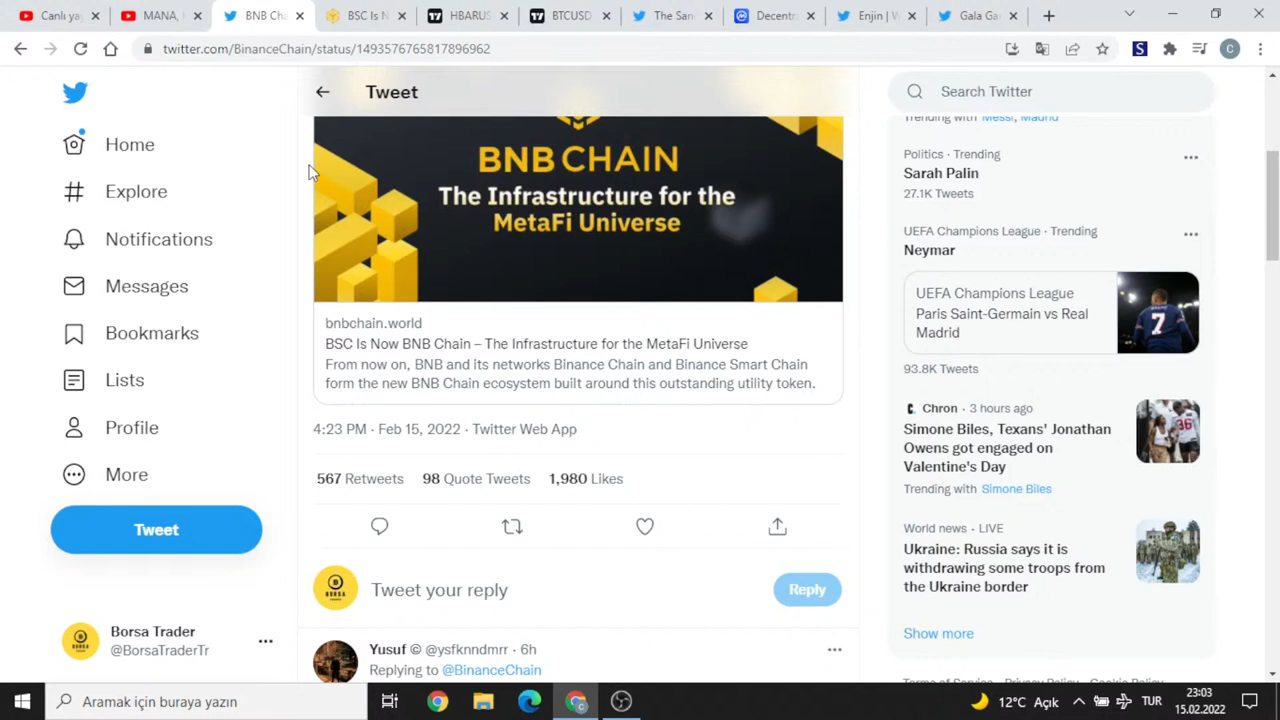 Canlı ya
MANA,
BNB Cha
BSC Is N
HBARUS
BTCUSD
The San
Decentr
Enjin | W
Gala Ga
twitter.com/BinanceChain/status/1493576765817896962
S
C
Home
Explore
Notifications
Messages
Bookmarks
Lists
Profile
More
Tweet
Borsa Trader
@BorsaTraderTr
Tweet
BNB CHAIN
The Infrastructure for the
MetaFi Universe
bnbchain.world
BSC Is Now BNB Chain – The Infrastructure for the MetaFi Universe
From now on, BNB and its networks Binance Chain and Binance Smart Chain
form the new BNB Chain ecosystem built around this outstanding utility token.
4:23 PM · Feb 15, 2022 · Twitter Web App
567 Retweets 98 Quote Tweets 1,980 Likes
Tweet your reply
Reply
Yusuf © @ysfknndmrr · 6h
Replying to @BinanceChain
Search Twitter
Trending with Messi, Madrid
Politics · Trending
Sarah Palin
27.1K Tweets
UEFA Champions League · Trending
Neymar
UEFA Champions League
Paris Saint-Germain vs Real
Madrid
93.8K Tweets
Chron · 3 hours ago
Simone Biles, Texans' Jonathan
Owens got engaged on
Valentine's Day
Trending with Simone Biles
World news · LIVE
Ukraine: Russia says it is
withdrawing some troops from
the Ukraine border
Show more
Terms of Service Privacy Policy Cookie Policy
Aramak için buraya yazın
12°C Açık
TUR
23:03
15.02.2022